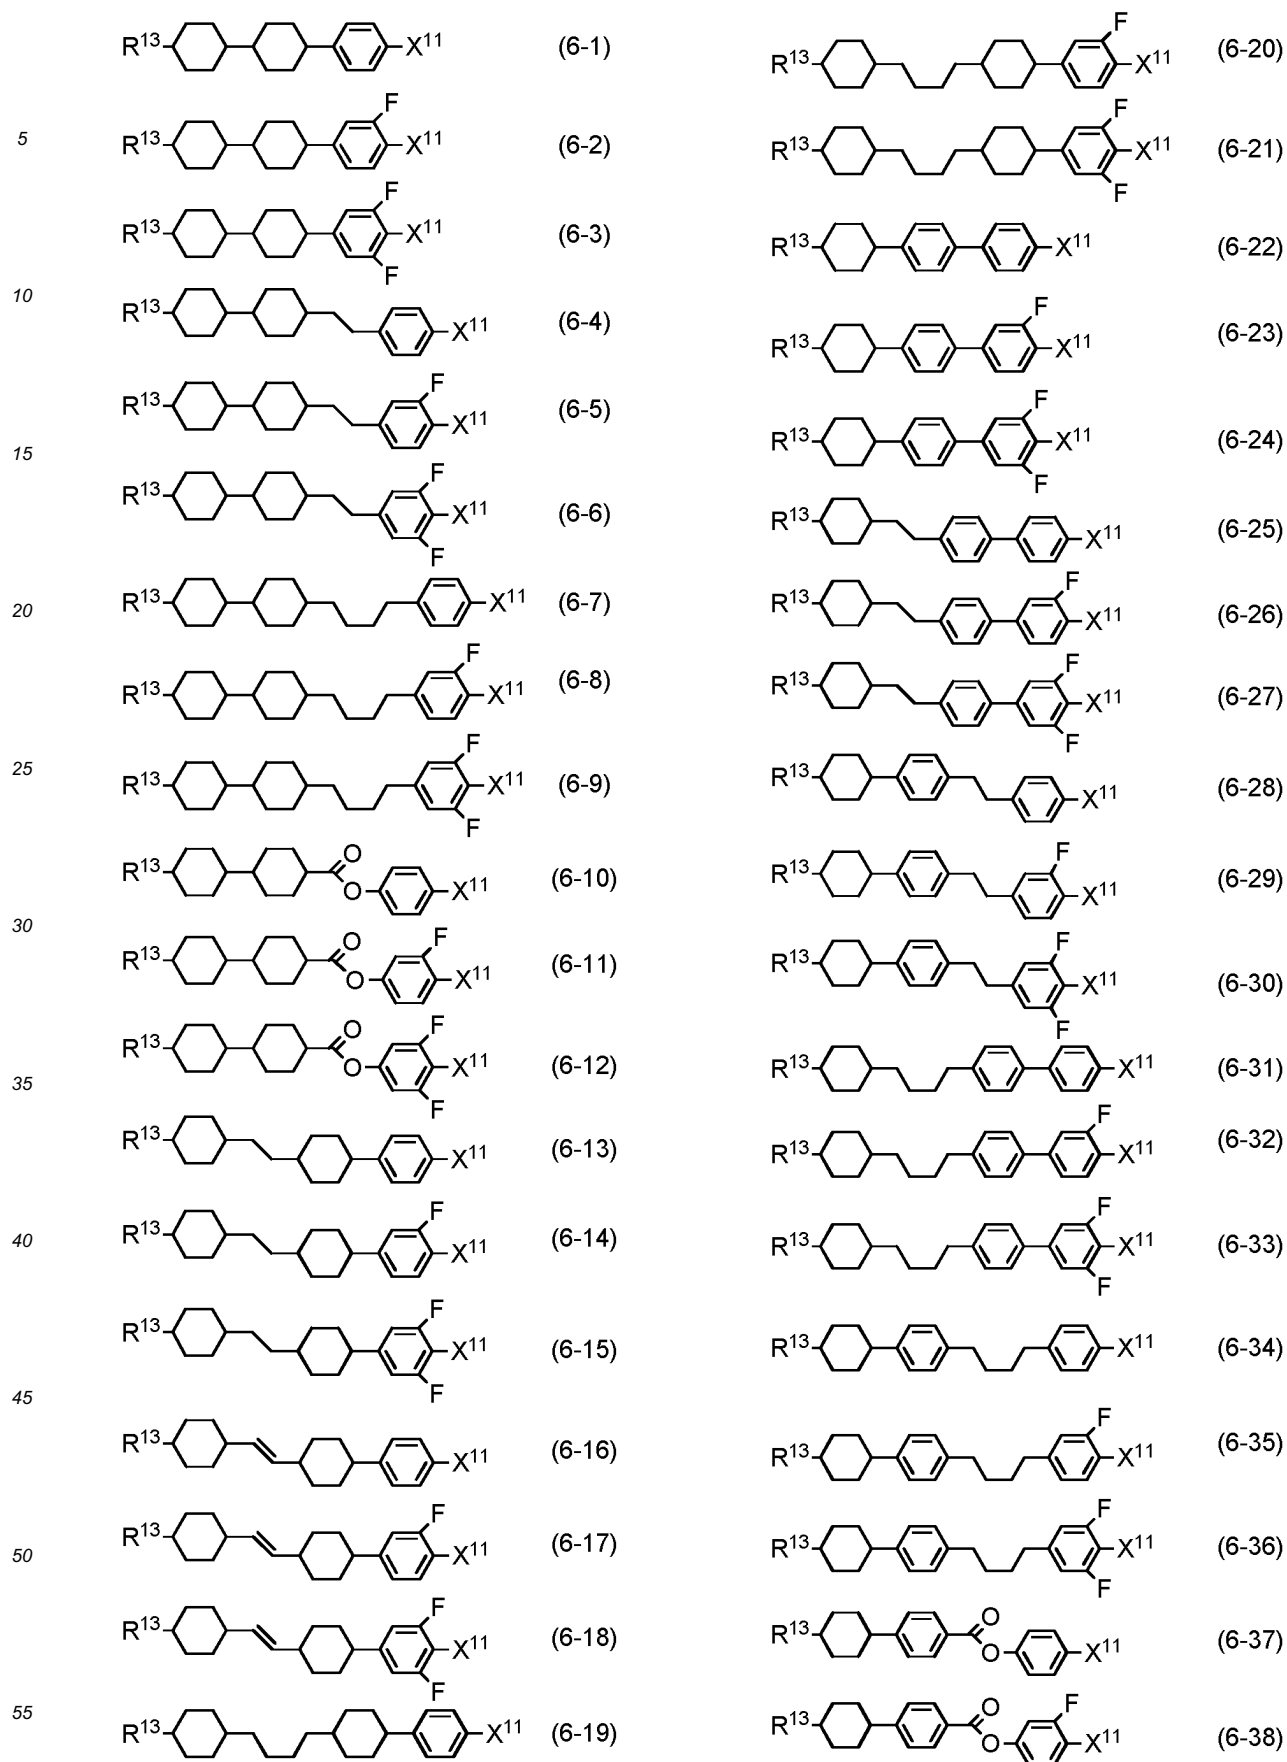 R13 X11 (6-1)
F
5 R13 X11 (6-2)
F
R13 X11 (6-3)
F
10
R13 X11 (6-4)
F
R13 X11 (6-5)
15
F
R13 X11 (6-6)
F
20 R13 X11 (6-7)
F
R13 X11 (6-8)
F
25 R13 X11 (6-9)
F
O
R13 O X11 (6-10)
30
O F
R13 O X11 (6-11)
O F
R13 O X11 (6-12)
35 F
R13 X11 (6-13)
F
40 R13 X11 (6-14)
F
R13 X11 (6-15)
F
45
R13 X11 (6-16)
F
R13 X11 (6-17)
50
F
R13 X11 (6-18)
F
55 R13 X11 (6-19)
F
R13 X11 (6-20)
F
R13 X11 (6-21)
F
R13 X11 (6-22)
F
R13 X11 (6-23)
F
R13 X11 (6-24)
F
R13 X11 (6-25)
F
R13 X11 (6-26)
F
R13 X11 (6-27)
F
R13 X11 (6-28)
F
R13 X11 (6-29)
F
R13 X11 (6-30)
F
R13 X11 (6-31)
F
R13 X11 (6-32)
F
R13 X11 (6-33)
F
R13 X11 (6-34)
F
R13 X11 (6-35)
F
R13 X11 (6-36)
F
O
R13 O X11 (6-37)
O F
R13 O X11 (6-38)